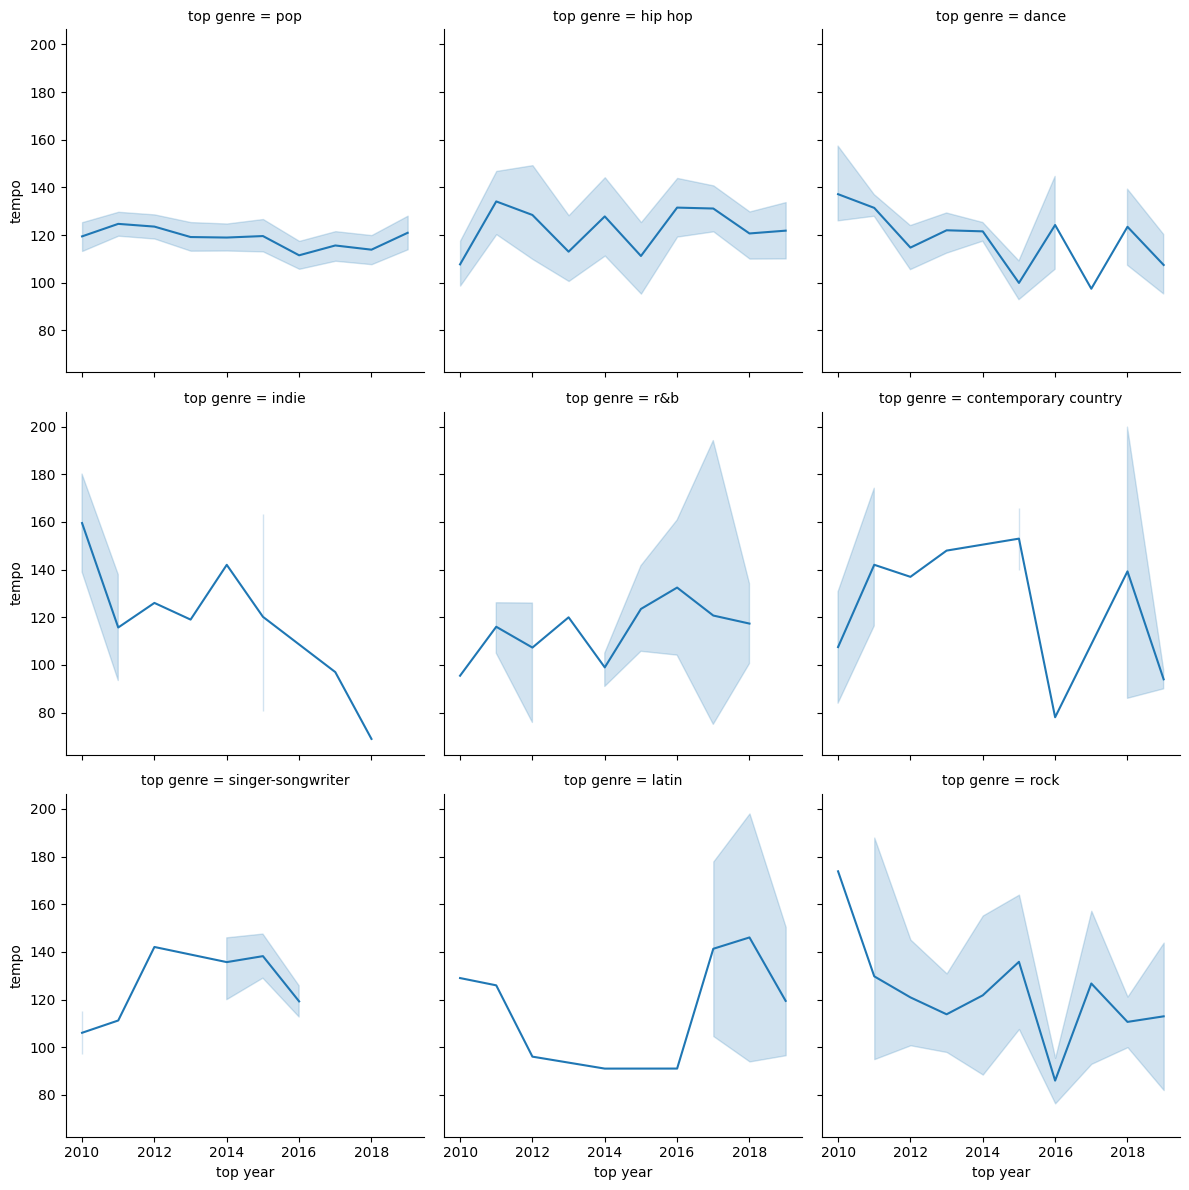 top genre = pop
top genre = hip hop
top genre = dance
200
180
160
140
120
100
80
tempo
top genre = indie
top genre = r&b
top genre = contemporary country
200
180
160
140
120
100
80
tempo
top genre = singer-songwriter
top genre = latin
top genre = rock
200
180
160
140
120
100
80
tempo
2010 2012 2014 2016 2018
2010 2012 2014 2016 2018
2010 2012 2014 2016 2018
top year
top year
top year